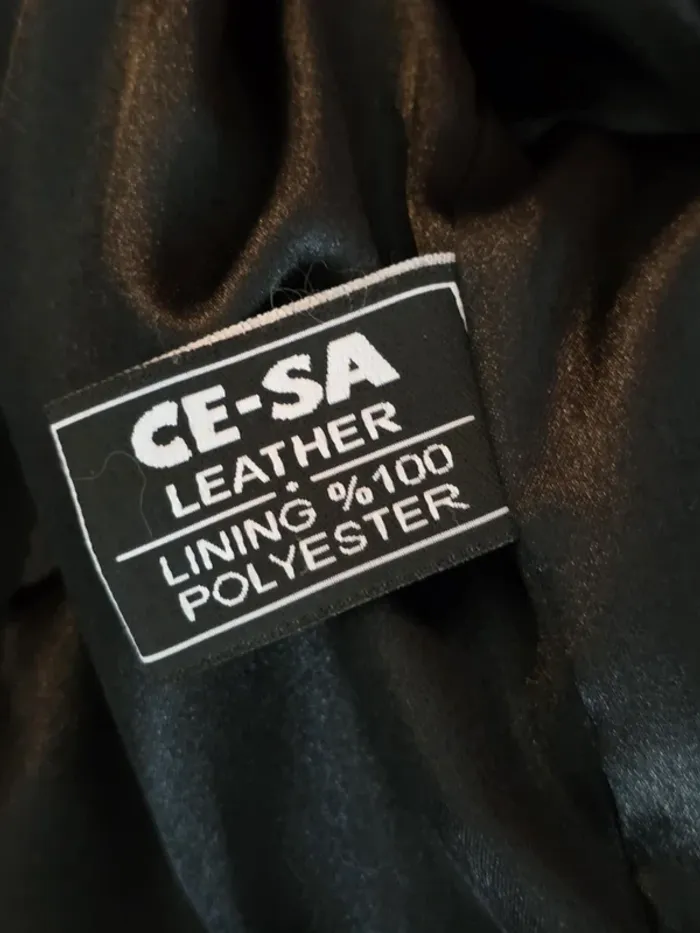 CE-SA
LEATHER
LINING %100
POLYESTER